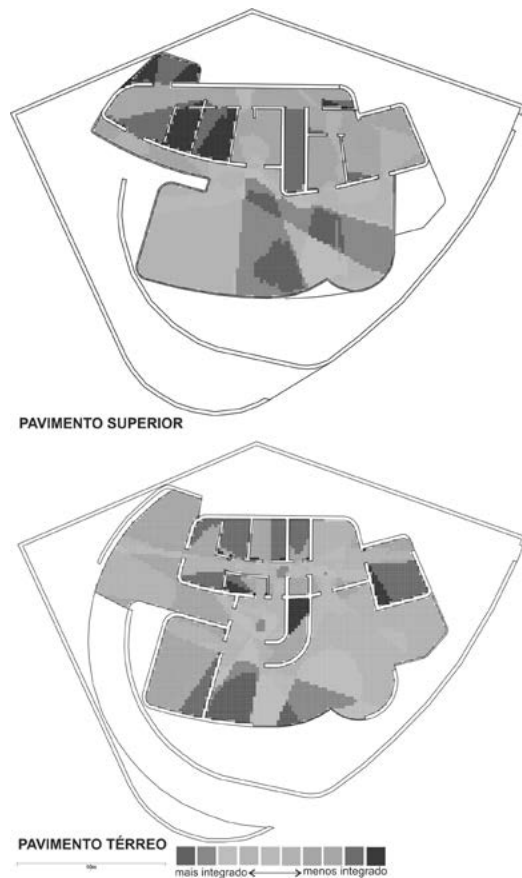 PAVIMENTO SUPERIOR
PAVIMENTO TÉRREO
mais integrado
menos integrado